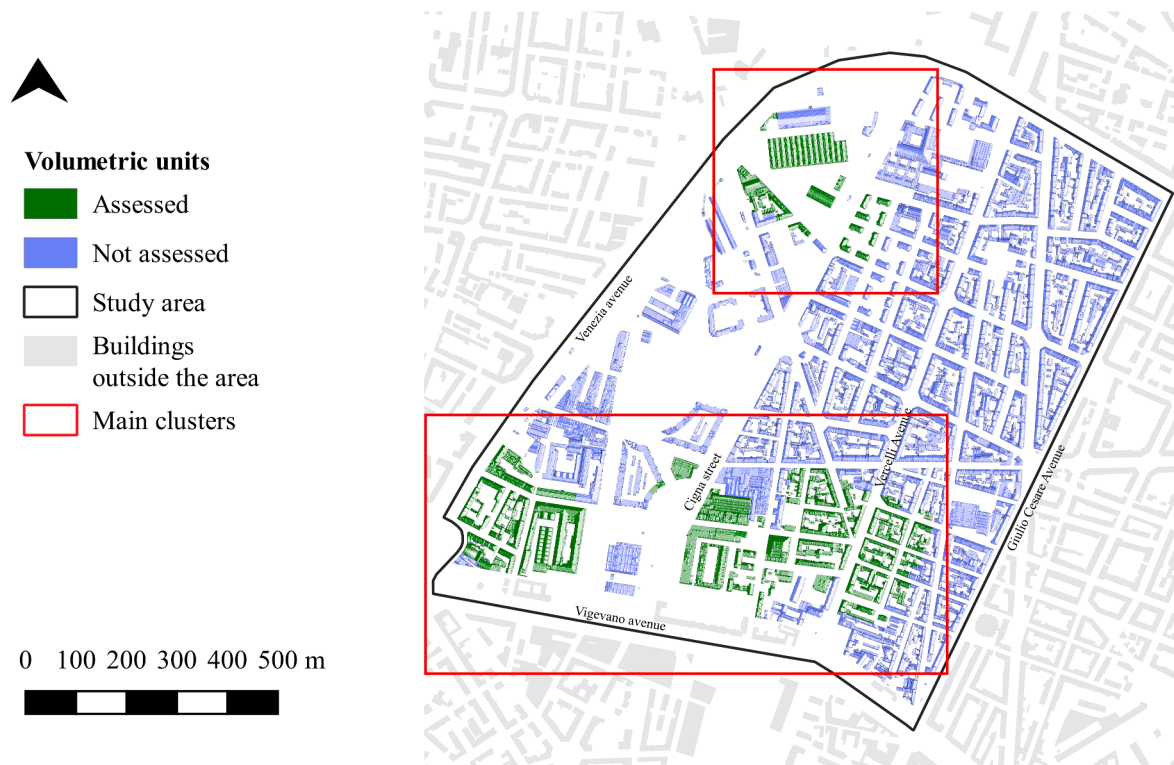 Volumetric units
Assessed
Not assessed
Study area
Buildings
outside the area
Main clusters
0 100 200 300 400 500 m
Venezia avenue
Vercelli Avenue
Cigna street
Giulio Cesare Avenue
Vigevano avenue